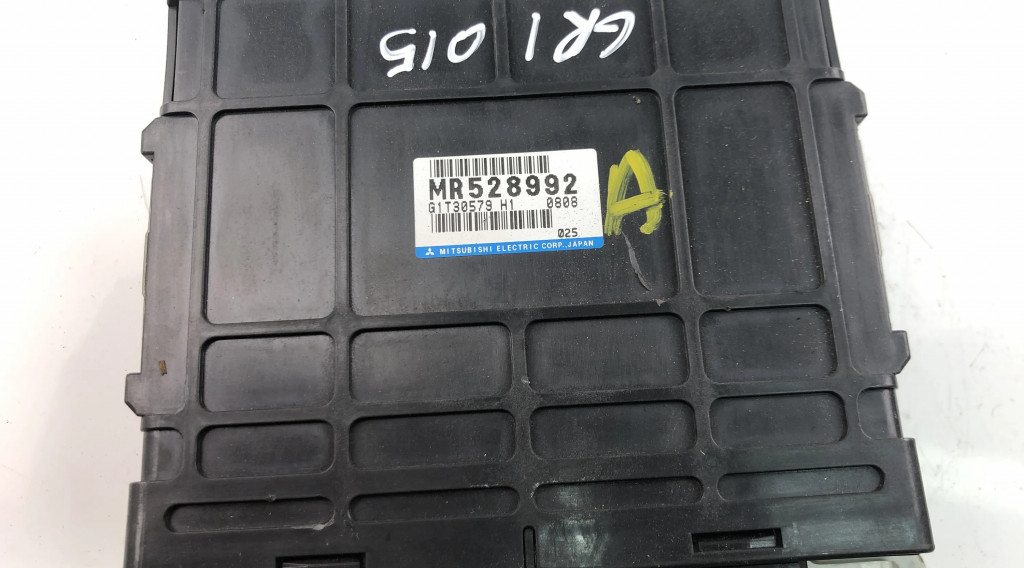 GR1 015
MR528992
G1T30579 H1 0808
025
MITSUBISHI ELECTRIC CORP., JAPAN
A